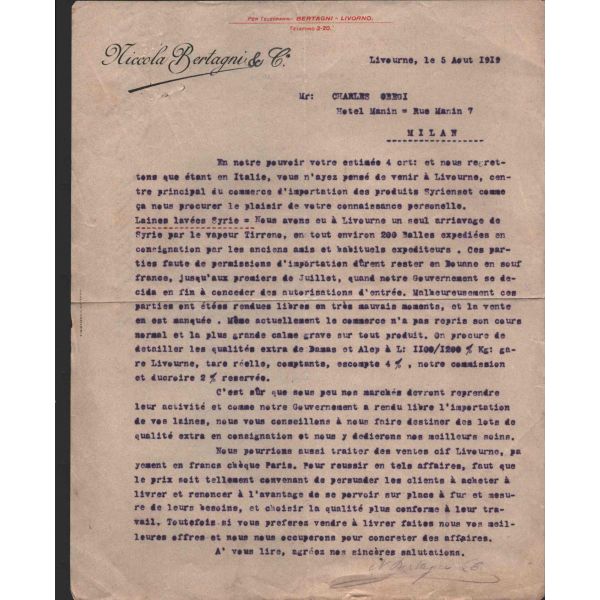 Per Telegrammi: BERTAGNI - LIVORNO.
Telefono 3-20.
Niccola Bertagni & C.
Livourne, le 5 Aout 1919
Mr: CHARLES OBEGI
Hotel Manin = Rue Manin 7
MILAN
En notre pouvoir votre estimée 4 crt: et nous regret-
tons que étant en Italie, vous n'ayez pensé de venir à Livourne, cen-
tre principal du commerce d'importation des produits Syrienset comme
ça nous procurer le plaisir de votre connaissance personelle.
Laines lavées Syrie = Nous avons eu à Livourne un seul arriavage de
Syrie par le vapeur Tirreno, en tout environ 200 Balles expediées en
consignation par les anciens amis et habituels expediteurs . Ces par-
ties faute de permissions d'importation dûrent rester en Douane en souf
france, jusqu'aux premiers de Juillet, quand notre Gouvernement se de-
cida en fin à conceder des autorisations d'entrée. Malheureusement ces
parties ont étées rendues libres en très mauvais moments, et la vente
en est manquée . Même actuellement le commerce n'a pas repris son cours
normal et la plus grande calme grave sur tout produit. On procure de
detailler les qualités extra de Damas et Alep à L: 1100/1200 % Kg: ga-
re Livourne, tare réelle, comptante, escompte 4 % , notre commission
et ducroire 2 % reservée.
C'est sûr que sous peu nos marchés devront reprendre
leur activité et comme notre Gouvernement a rendu libre l'importation
de vos laines, nous vous conseillons à nous faire destiner des lots de
qualité extra en consignation et nous y dedierons nos meilleurs soins.
Nous pourrions aussi traiter des ventes cif Livourne, pa
yement en francs chèque Paris. Pour reussir en tels affaires, faut que
le prix soit tellement convenant de persuader les clients à acheter à
livrer et renoncer à l'avantage de se porvoir sur place à fur et mesu-
re de leurs besoins, et choisir la qualité plus conforme à leur tra-
vail. Toutefois si vous preferez vendre à livrer faites nous vos meil-
leures offres et nous nous occuperons pour concreter des affaires.
A' vous lire, agréez nos sincères salutations.
N Bertagni & C.